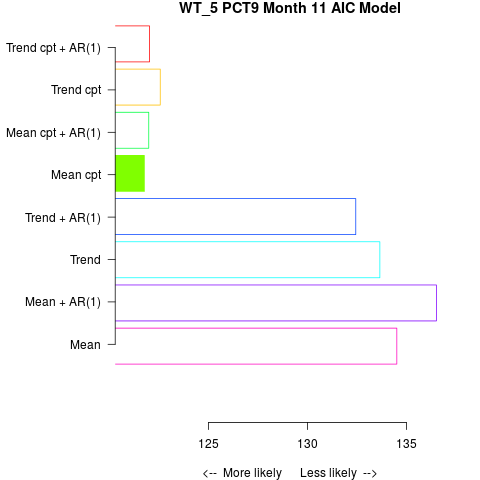 WT_5 PCT9 Month 11 AIC Model
Trend cpt + AR(1)
Trend cpt
Mean cpt + AR(1)
Mean cpt
Trend + AR(1)
Trend
Mean + AR(1)
Mean
125 130 135
<-- More likely Less likely -->